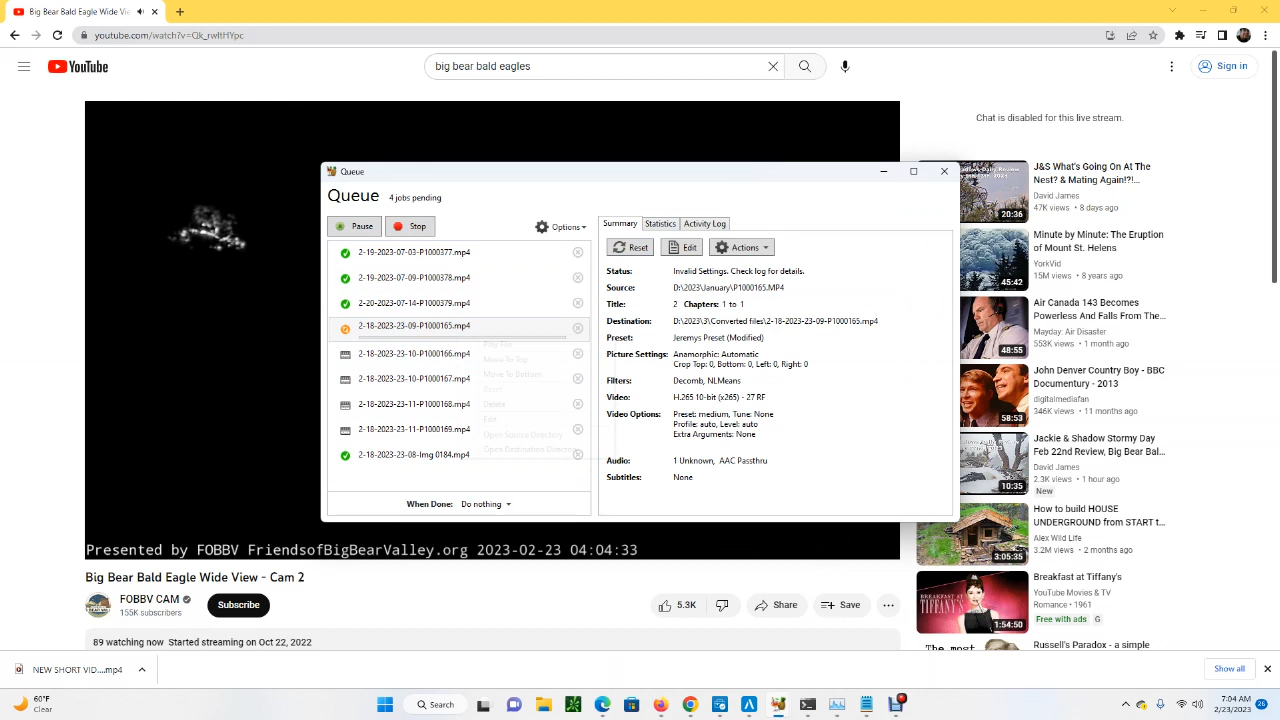 Big Bear Bald Eagle Wide View -
youtube.com/watch?v=Qk_rwItHYpc
YouTube
big bear bald eagles
Sign in
Chat is disabled for this live stream.
Queue
Queue 4 jobs pending
Pause
Stop
Options
2-19-2023-07-03-P1000377.mp4
2-19-2023-07-09-P1000378.mp4
2-20-2023-07-14-P1000379.mp4
2-18-2023-23-09-P1000165.mp4
2-18-2023-23-10-P1000166.mp4
2-18-2023-23-10-P1000167.mp4
2-18-2023-23-11-P1000168.mp4
2-18-2023-23-11-P1000169.mp4
2-18-2023-23-08-Img 0184.mp4
Play File
Move To Top
Move To Bottom
Reset
Delete
Edit
Open Source Directory
When Done: Do nothing
Summary
Statistics
Activity Log
Reset
Edit
Actions
Status: Invalid Settings. Check log for details.
Source: D:\2023\January\P1000165.MP4
Title: 2 Chapters: 1 to 1
Destination: D:\2023\3\Converted files\2-18-2023-23-09-P1000165.mp4
Preset: Jeremys Preset (Modified)
Picture Settings: Anamorphic: Automatic
Crop Top: 0, Bottom: 0, Left: 0, Right: 0
Filters: Decomb, NLMeans
Video: H.265 10-bit (x265) - 27 RF
Video Options: Preset: medium, Tune: None
Profile: auto, Level: auto
Extra Arguments: None
Audio: 1 Unknown, AAC Passthru
Subtitles: None
Presented by FOBBV FriendsofBigBearValley.org 2023-02-23 04:04:33
Big Bear Bald Eagle Wide View - Cam 2
FOBBV CAM
155K subscribers
Subscribe
5.3K
Share
Save
89 watching now Started streaming on Oct 22, 2022
20:36
J&S What's Going On At The
Nest? & Mating Again!?!...
David James
47K views • 8 days ago
45:42
Minute by Minute: The Eruption
of Mount St. Helens
YorkVid
15M views • 8 years ago
48:55
Air Canada 143 Becomes
Powerless And Falls From The...
Mayday: Air Disaster
553K views • 1 month ago
58:53
John Denver Country Boy - BBC
Documentary - 2013
digitalmediafan
346K views • 11 months ago
10:35
Jackie & Shadow Stormy Day
Feb 22nd Review, Big Bear Bal...
David James
2.3K views • 1 hour ago
New
3:05:35
How to build HOUSE
UNDERGROUND from START t...
Alex Wild Life
3.2M views • 2 months ago
1:54:50
Breakfast at Tiffany's
YouTube Movies & TV
Romance • 1961
Free with ads G
The most
Russell's Paradox - a simple
NEW SHORT VID....mp4
Show all
60°F
Clear
Search
7:04 AM
2/23/2023
26